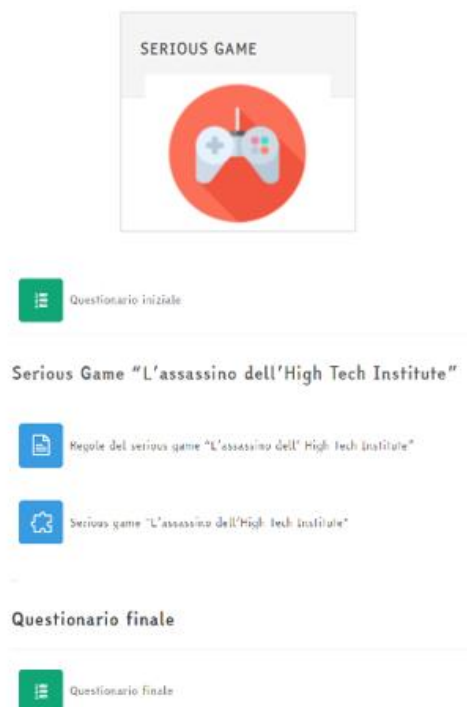 SERIOUS GAME
Questionario iniziale
Serious Game “L’assassino dell’High Tech Institute”
Regole del serious game “L’assassino dell’ High Tech Institute”
Serious game “L’assassino dell’High Tech Institute”
Questionario finale
Questionario finale